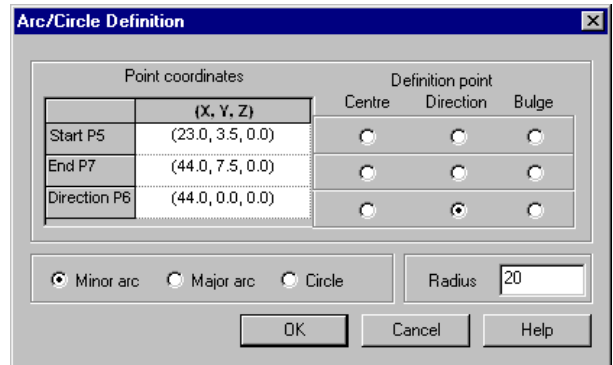 Arc/Circle Definition
Point coordinates
Definition point
(X, Y, Z)
Centre Direction Bulge
Start P5 (23.0, 3.5, 0.0)
End P7 (44.0, 7.5, 0.0)
Direction P6 (44.0, 0.0, 0.0)
Minor arc Major arc Circle Radius 20
OK Cancel Help